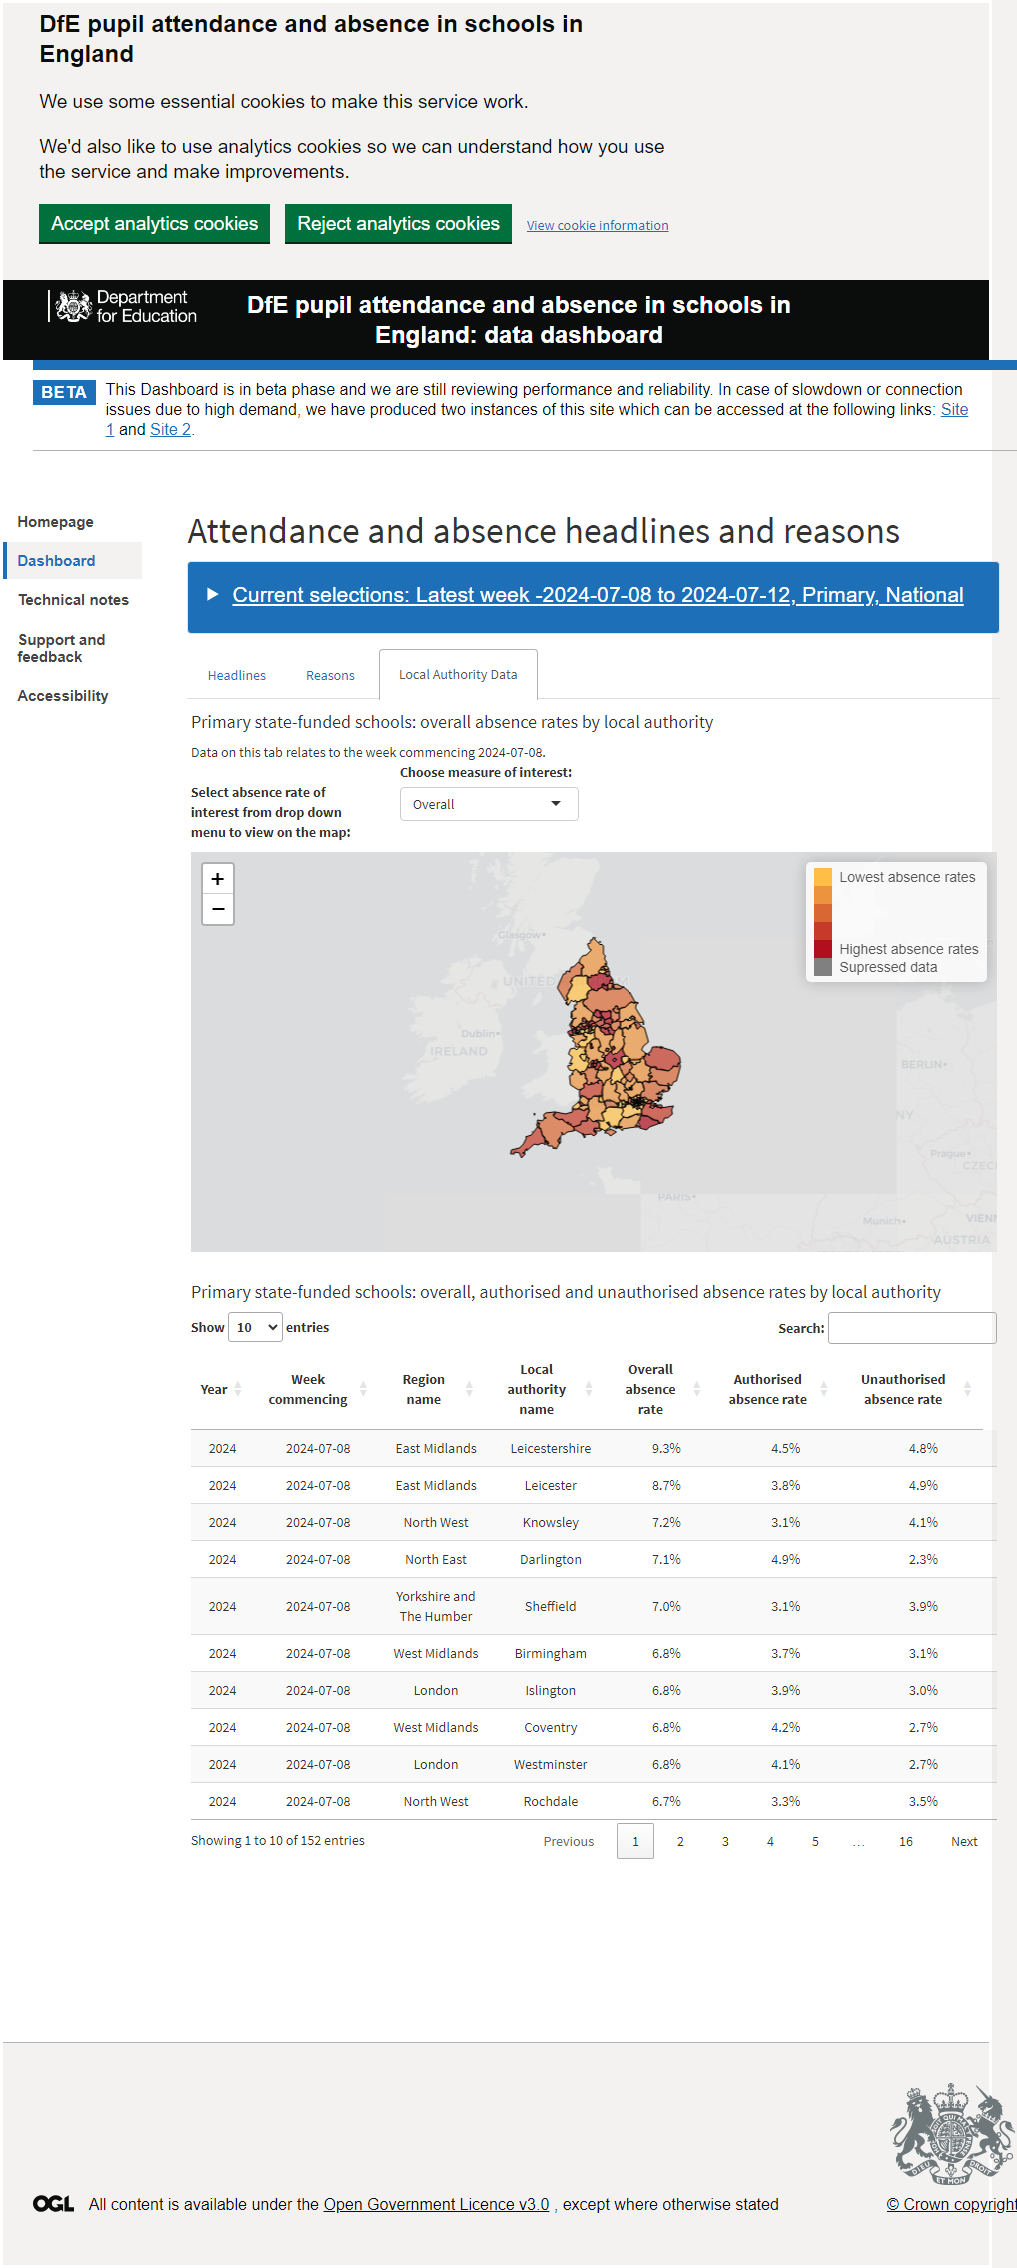 DfE pupil attendance and absence in schools in
England
We use some essential cookies to make this service work.
We'd also like to use analytics cookies so we can understand how you use
the service and make improvements.
Accept analytics cookies Reject analytics cookies View cookie information
Department
for Education
DfE pupil attendance and absence in schools in
England: data dashboard
BETA This Dashboard is in beta phase and we are still reviewing performance and reliability. In case of slowdown or connection
issues due to high demand, we have produced two instances of this site which can be accessed at the following links: Site
1 and Site 2.
Homepage
Dashboard
Technical notes
Support and
feedback
Accessibility
Attendance and absence headlines and reasons
Current selections: Latest week -2024-07-08 to 2024-07-12, Primary, National
Headlines Reasons Local Authority Data
Primary state-funded schools: overall absence rates by local authority
Data on this tab relates to the week commencing 2024-07-08.
Select absence rate of
interest from drop down
menu to view on the map:
Choose measure of interest:
Overall
+
−
Lowest absence rates
Highest absence rates
Supressed data
Glasgow
UNITED
M
Dublin
IRELAND
BERLIN
NY
Prague
CZEC
PARIS
Munich
VIENN
AUSTRIA
Primary state-funded schools: overall, authorised and unauthorised absence rates by local authority
Show 10 entries Search:
Year Week commencing Region name Local authority name Overall absence rate Authorised absence rate Unauthorised absence rate
2024 2024-07-08 East Midlands Leicestershire 9.3% 4.5% 4.8%
2024 2024-07-08 East Midlands Leicester 8.7% 3.8% 4.9%
2024 2024-07-08 North West Knowsley 7.2% 3.1% 4.1%
2024 2024-07-08 North East Darlington 7.1% 4.9% 2.3%
2024 2024-07-08 Yorkshire and The Humber Sheffield 7.0% 3.1% 3.9%
2024 2024-07-08 West Midlands Birmingham 6.8% 3.7% 3.1%
2024 2024-07-08 London Islington 6.8% 3.9% 3.0%
2024 2024-07-08 West Midlands Coventry 6.8% 4.2% 2.7%
2024 2024-07-08 London Westminster 6.8% 4.1% 2.7%
2024 2024-07-08 North West Rochdale 6.7% 3.3% 3.5%
Showing 1 to 10 of 152 entries Previous 1 2 3 4 5 … 16 Next
DIEU ET MON DROIT
OGL All content is available under the Open Government Licence v3.0 , except where otherwise stated
© Crown copyright